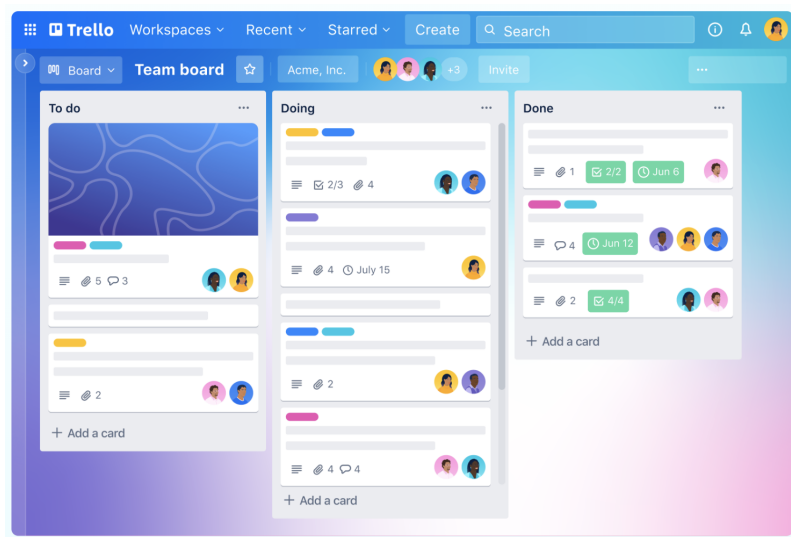 Trello Workspaces Recent Starred Create Search
Board Team board Acme, Inc. +3 Invite
To do
5 3
2
+ Add a card
Doing
2/3 4
4 July 15
2
4 4
+ Add a card
Done
1 2/2 Jun 6
4 Jun 12
2 4/4
+ Add a card